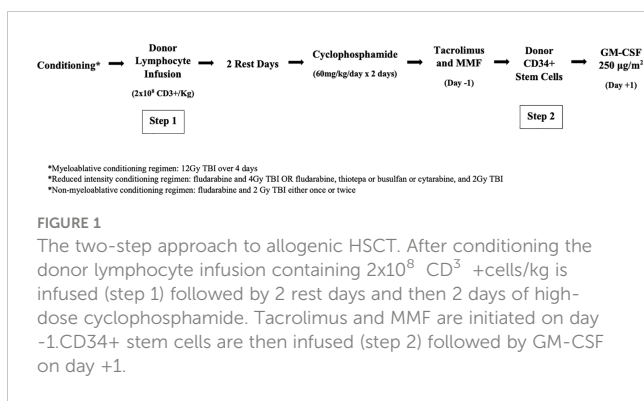 Conditioning* → Donor Lymphocyte Infusion (2x10⁸ CD3+/Kg) → 2 Rest Days → Cyclophosphamide (60mg/kg/day x 2 days) → Tacrolimus and MMF (Day -1) → Donor CD34+ Stem Cells → GM-CSF 250 µg/m² (Day +1)
Step 1
Step 2
*Myeloablative conditioning regimen: 12Gy TBI over 4 days
*Reduced intensity conditioning regimen: fludarabine and 4Gy TBI OR fludarabine, thiotepa or busulfan or cytarabine, and 2Gy TBI
*Non-myeloablative conditioning regimen: fludarabine and 2 Gy TBI either once or twice
FIGURE 1
The two-step approach to allogenic HSCT. After conditioning the
donor lymphocyte infusion containing 2x10⁸ CD³ +cells/kg is
infused (step 1) followed by 2 rest days and then 2 days of high-
dose cyclophosphamide. Tacrolimus and MMF are initiated on day
-1.CD34+ stem cells are then infused (step 2) followed by GM-CSF
on day +1.